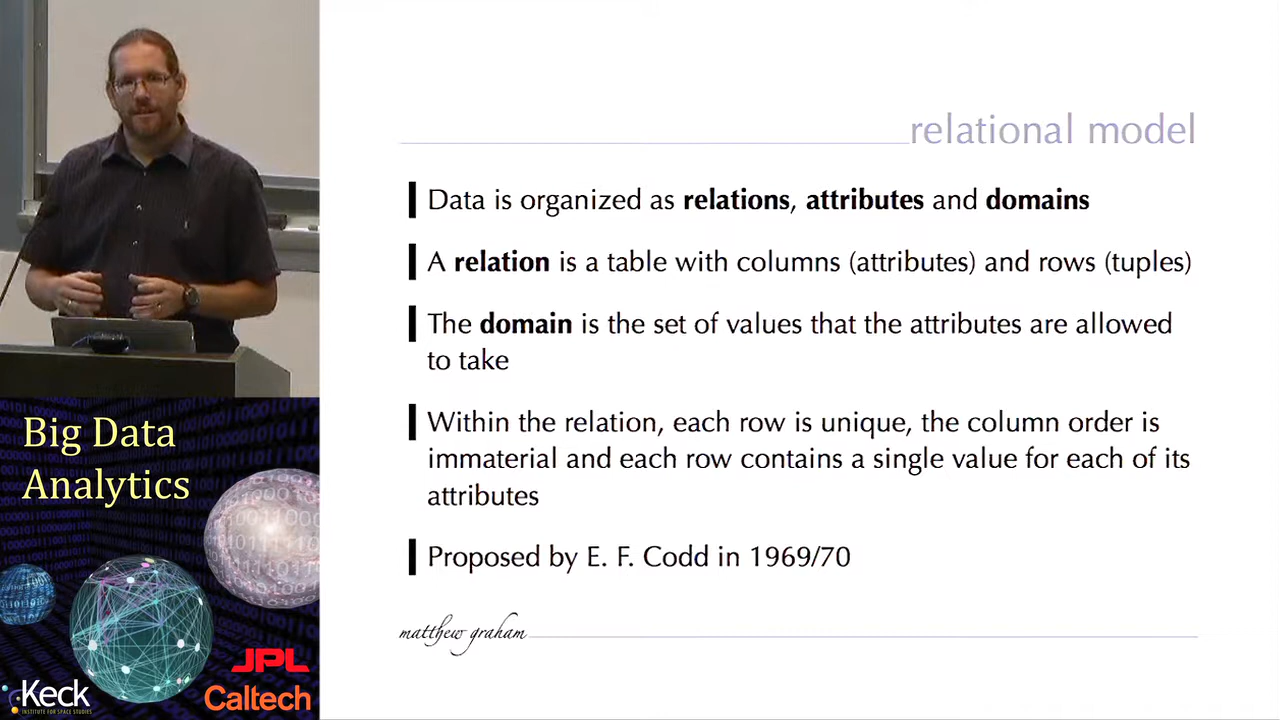 relational model
Data is organized as relations, attributes and domains
A relation is a table with columns (attributes) and rows (tuples)
The domain is the set of values that the attributes are allowed
to take
Within the relation, each row is unique, the column order is
immaterial and each row contains a single value for each of its
attributes
Proposed by E. F. Codd in 1969/70
matthew graham
Big Data
Analytics
JPL
Keck
INSTITUTE FOR SPACE STUDIES
Caltech